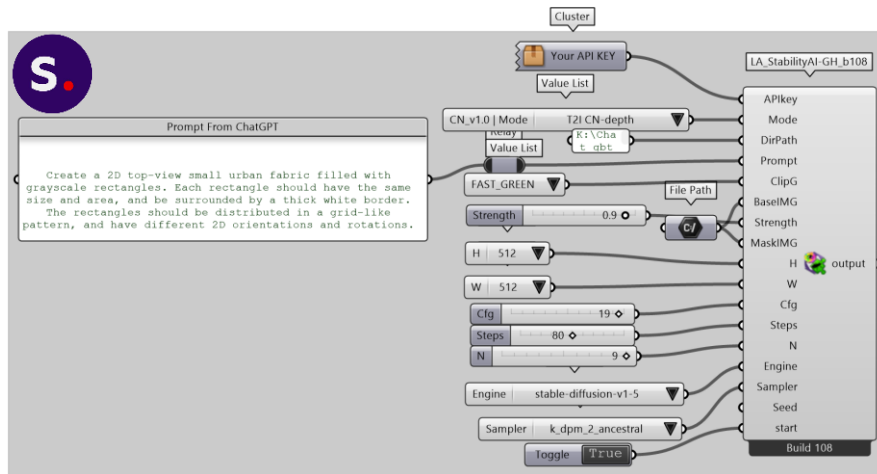 Cluster
S.
Your API KEY
LA_StabilityAI-GH_b108
Value List
APIkey
Prompt From ChatGPT
CN_v1.0 | Mode T2I CN-depth
Mode
Relay
K:\Cha
t_gbt
DirPath
Value List
Prompt
Create a 2D top-view small urban fabric filled with
grayscale rectangles. Each rectangle should have the same
size and area, and be surrounded by a thick white border.
The rectangles should be distributed in a grid-like
pattern, and have different 2D orientations and rotations.
FAST_GREEN
File Path
ClipG
BaseIMG
Strength 0.9
C/
Strength
MaskIMG
H 512
H
output
W 512
W
Cfg 19
Cfg
Steps 80
Steps
N 9
N
Engine
Engine stable-diffusion-v1-5
Sampler
Seed
Sampler k_dpm_2_ancestral
start
Toggle True
Build 108